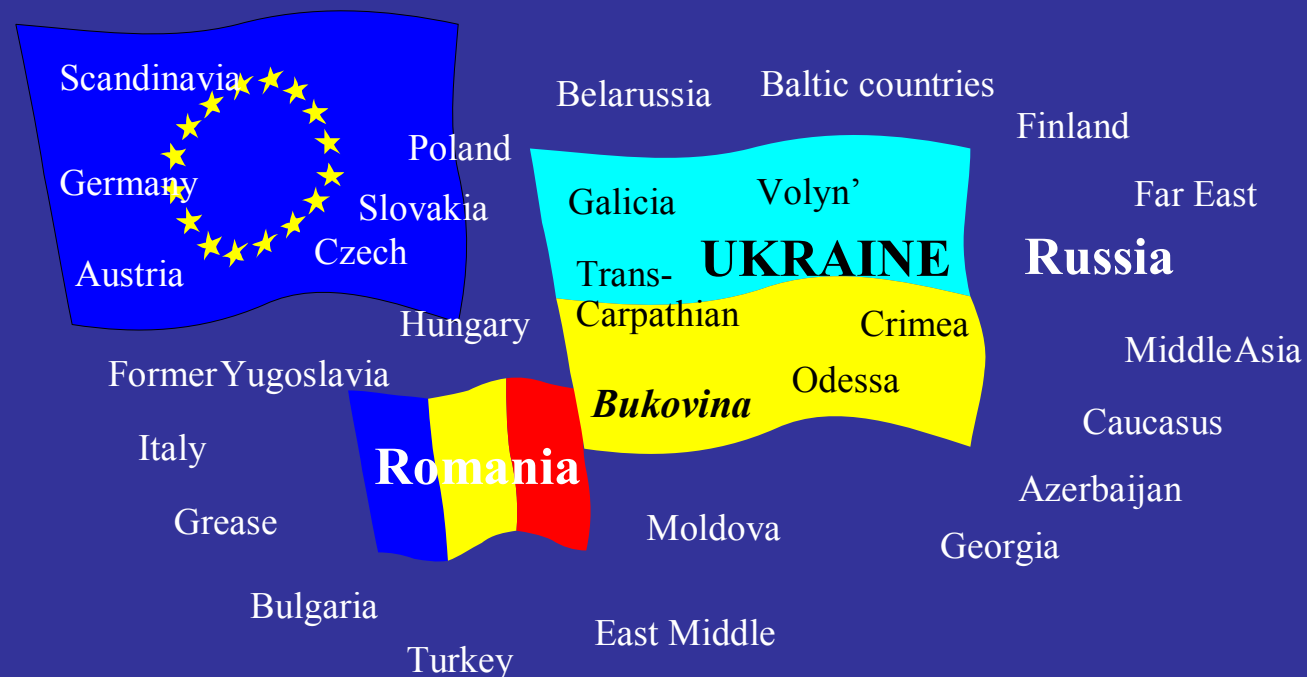 Scandinavia
Belarussia
Baltic countries
Finland
Poland
Germany
Slovakia
Czech
Austria
Galicia
Volyn’
Far East
UKRAINE
Russia
Trans-
Carpathian
Crimea
Hungary
Middle Asia
Former Yugoslavia
Odessa
Bukovina
Caucasus
Italy
Romania
Azerbaijan
Grease
Moldova
Georgia
Bulgaria
East Middle
Turkey